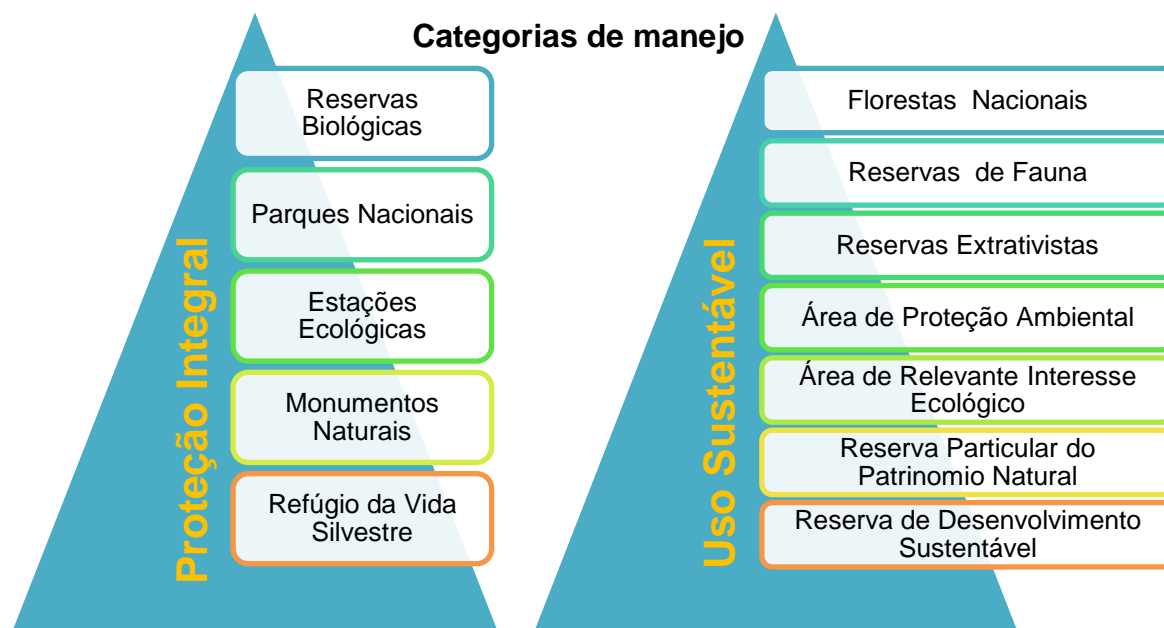 Categorias de manejo
Proteção Integral
Reservas
Biológicas
Parques Nacionais
Estações
Ecológicas
Monumentos
Naturais
Refúgio da Vida
Silvestre
Uso Sustentável
Florestas Nacionais
Reservas de Fauna
Reservas Extrativistas
Área de Proteção Ambiental
Área de Relevante Interesse
Ecológico
Reserva Particular do
Patrinomio Natural
Reserva de Desenvolvimento
Sustentável